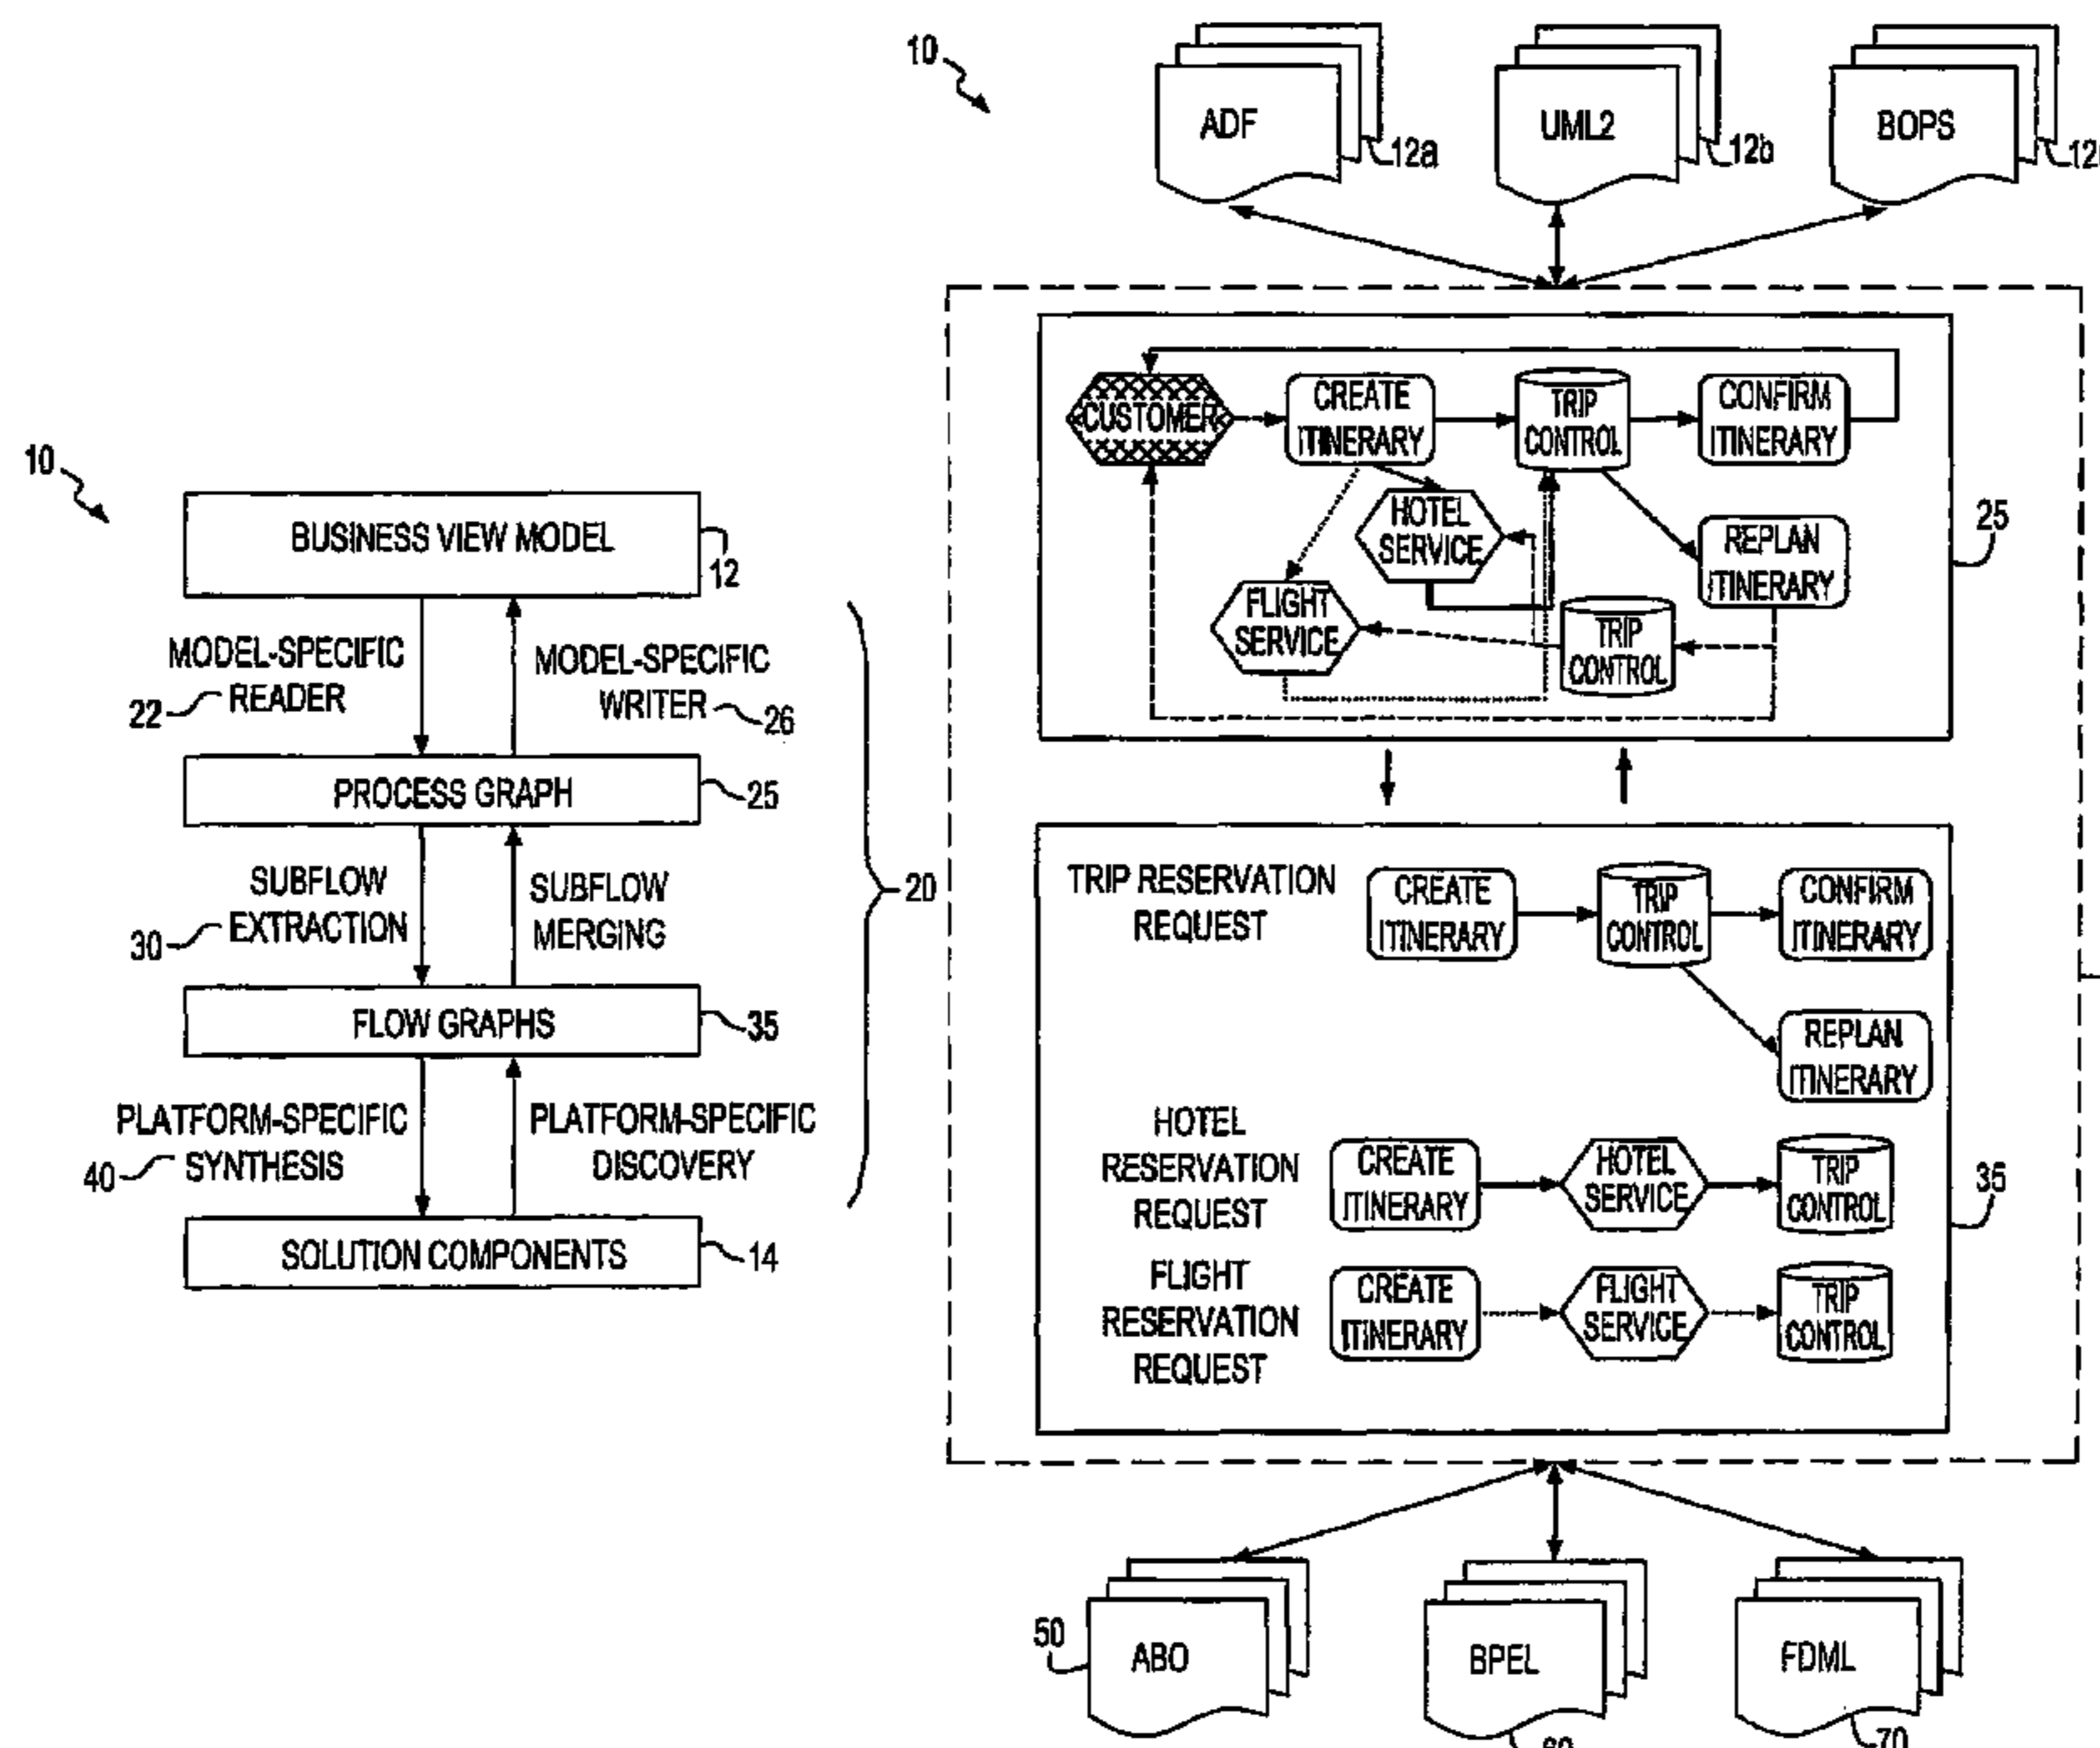 10
BUSINESS VIEW MODEL
12
MODEL-SPECIFIC
READER
22
MODEL-SPECIFIC
WRITER
26
PROCESS GRAPH
25
SUBFLOW
EXTRACTION
30
SUBFLOW
MERGING
20
FLOW GRAPHS
35
PLATFORM-SPECIFIC
SYNTHESIS
40
PLATFORM-SPECIFIC
DISCOVERY
SOLUTION COMPONENTS
14
10
ADF
12a
UML2
12b
BOPS
CUSTOMER
CREATE
ITINERARY
TRIP
CONTROL
CONFIRM
ITINERARY
HOTEL
SERVICE
REPLAN
ITINERARY
25
FLIGHT
SERVICE
TRIP
CONTROL
TRIP RESERVATION
REQUEST
CREATE
ITINERARY
TRIP
CONTROL
CONFIRM
ITINERARY
REPLAN
ITINERARY
HOTEL
RESERVATION
REQUEST
CREATE
ITINERARY
HOTEL
SERVICE
TRIP
CONTROL
35
FLIGHT
RESERVATION
REQUEST
CREATE
ITINERARY
FLIGHT
SERVICE
TRIP
CONTROL
50
ABO
BPEL
FDML
70